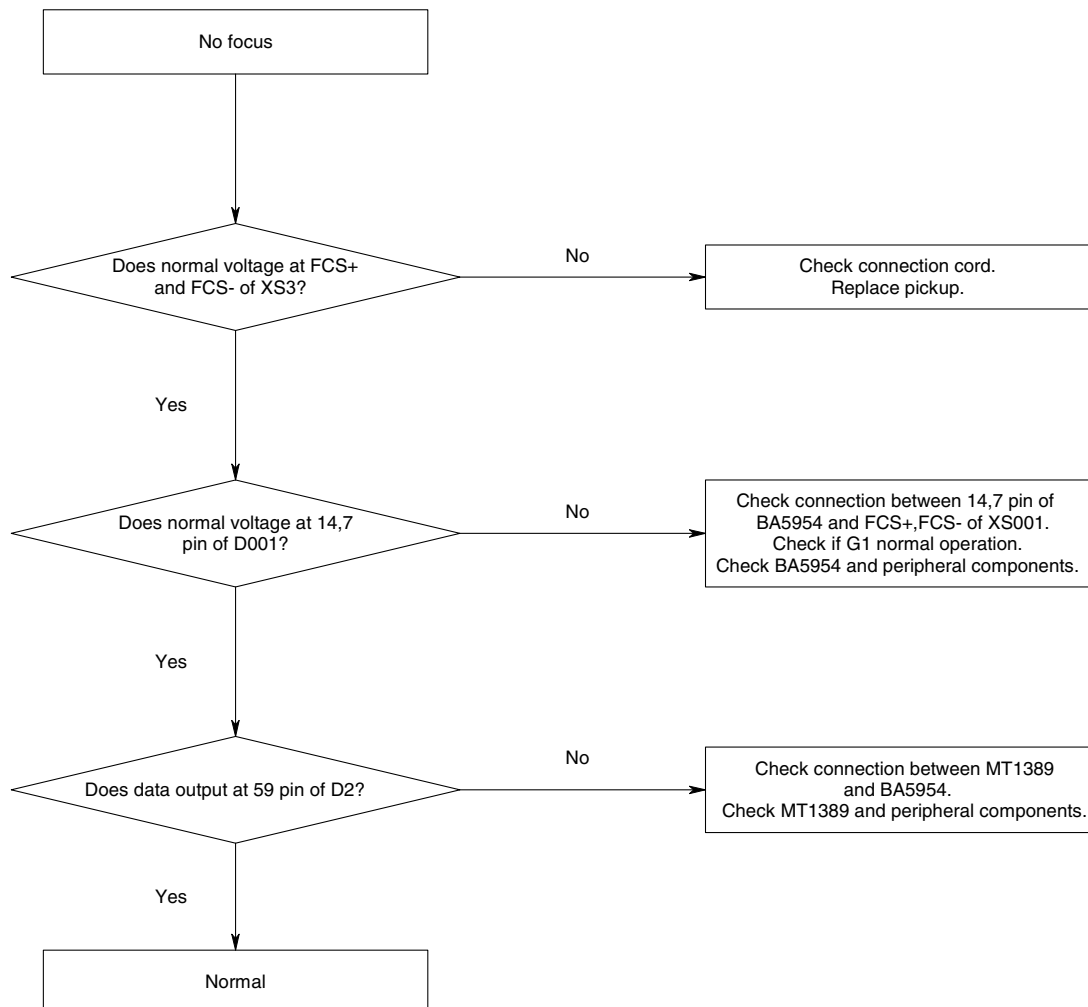 No focus
Does normal voltage at FCS+
and FCS- of XS3?
No
Check connection cord.
Replace pickup.
Yes
Does normal voltage at 14,7
pin of D001?
No
Check connection between 14,7 pin of
BA5954 and FCS+,FCS- of XS001.
Check if G1 normal operation.
Check BA5954 and peripheral components.
Yes
Does data output at 59 pin of D2?
No
Check connection between MT1389
and BA5954.
Check MT1389 and peripheral components.
Yes
Normal